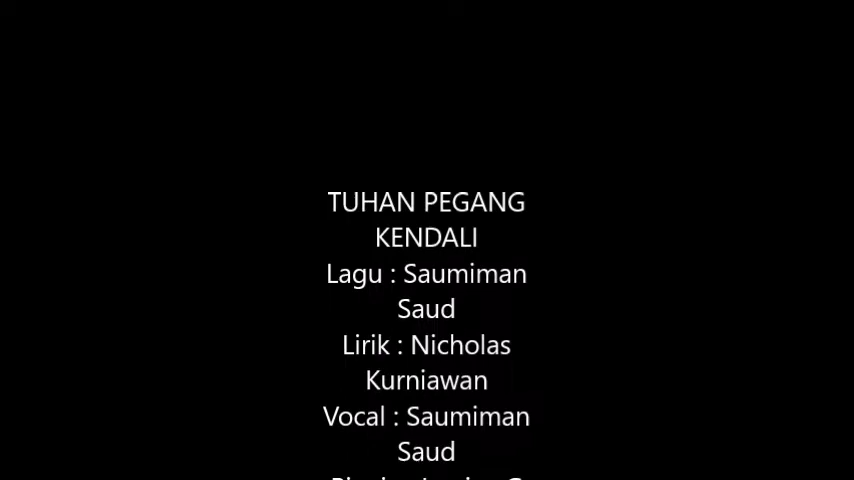 TUHAN PEGANG
KENDALI
Lagu : Saumiman
Saud
Lirik : Nicholas
Kurniawan
Vocal : Saumiman
Saud